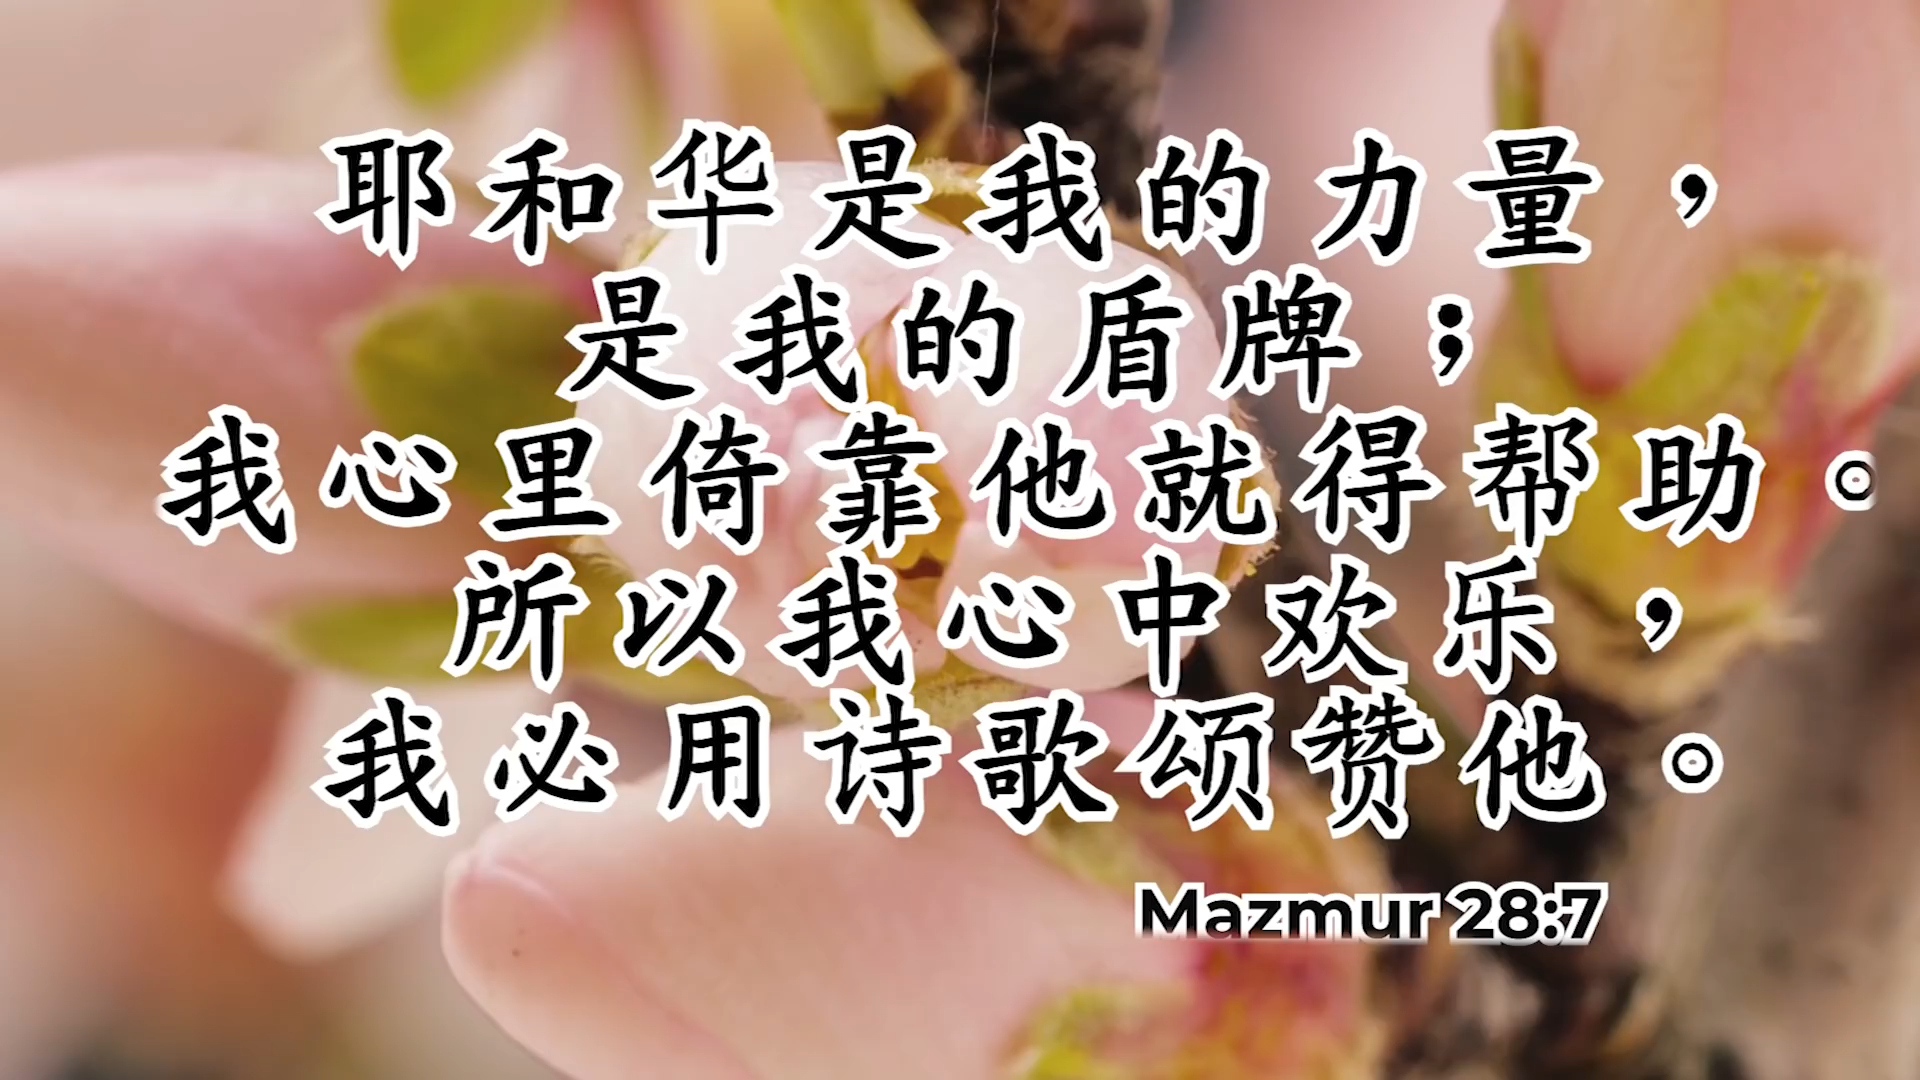 耶和华是我的力量，
是我的盾牌；
我心里倚靠他就得帮助。
所以我心中欢乐，
我必用诗歌颂赞他。
Mazmur 28:7